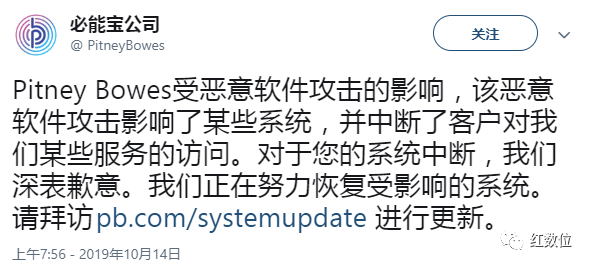 必能宝公司
@ PitneyBowes
关注
Pitney Bowes受恶意软件攻击的影响，该恶意
软件攻击影响了某些系统，并中断了客户对我
们某些服务的访问。对于您的系统中断，我们
深表歉意。我们正在努力恢复受影响的系统。
请拜访pb.com/systemupdate 进行更新。
上午7:56 - 2019年10月14日
红数位